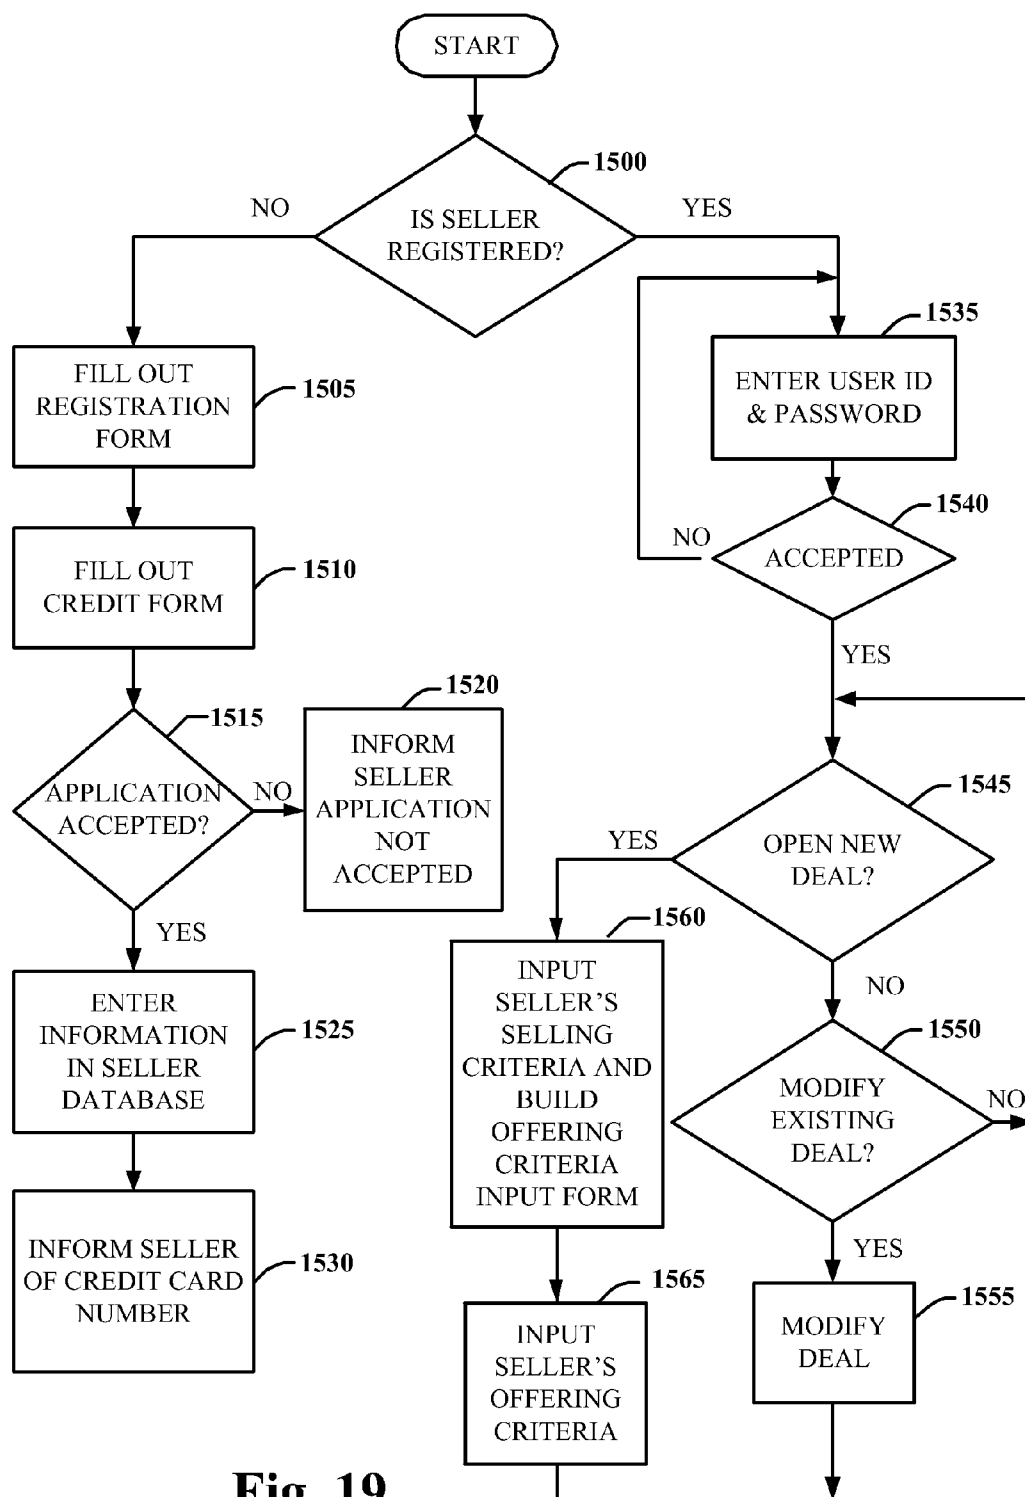 START
1500
NO
YES
IS SELLER
REGISTERED?
1535
FILL OUT
REGISTRATION
FORM
1505
ENTER USER ID
& PASSWORD
1540
NO
ACCEPTED
FILL OUT
CREDIT FORM
1510
YES
1520
1515
INFORM
SELLER
APPLICATION
NOT
ACCEPTED
APPLICATION
ACCEPTED?
NO
1545
YES
OPEN NEW
DEAL?
YES
1560
NO
ENTER
INFORMATION
IN SELLER
DATABASE
1525
INPUT
SELLER'S
SELLING
CRITERIA AND
BUILD
OFFERING
CRITERIA
INPUT FORM
1550
MODIFY
EXISTING
DEAL?
NO
YES
INFORM SELLER
OF CREDIT CARD
NUMBER
1530
1565
1555
INPUT
SELLER'S
OFFERING
CRITERIA
MODIFY
DEAL
Fig. 19